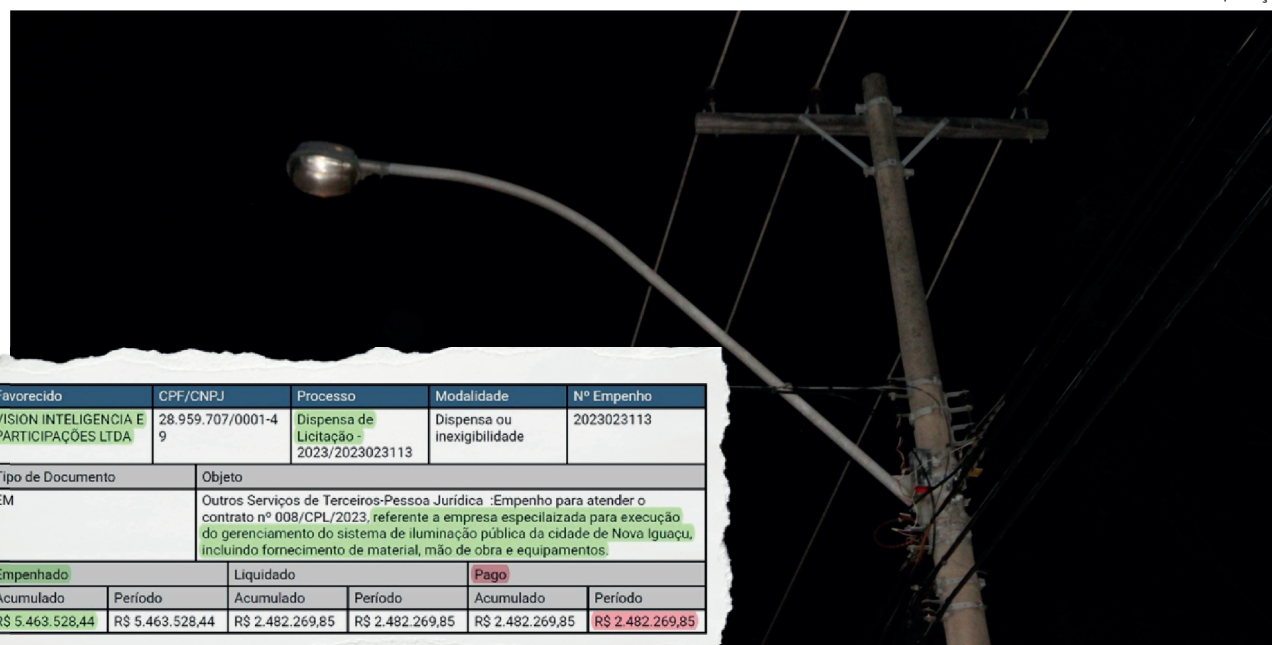 Favorecido CPF/CNPJ Processo Modalidade Nº Empenho
VISION INTELIGENCIA E PARTICIPAÇÕES LTDA
28.959.707/0001-49
Dispensa de
Licitação -
2023/2023023113
Dispensa ou
inexigibilidade
2023023113
Tipo de Documento Objeto
EM
Outros Serviços de Terceiros-Pessoa Jurídica :Empenho para atender o
contrato nº 008/CPL/2023, referente a empresa especilaizada para execução
do gerenciamento do sistema de iluminação pública da cidade de Nova Iguaçu,
incluindo fornecimento de material, mão de obra e equipamentos.
Empenhado Liquidado Pago
Acumulado Período Acumulado Período Acumulado Período
R$ 5.463.528,44 R$ 5.463.528,44 R$ 2.482.269,85 R$ 2.482.269,85 R$ 2.482.269,85 R$ 2.482.269,85